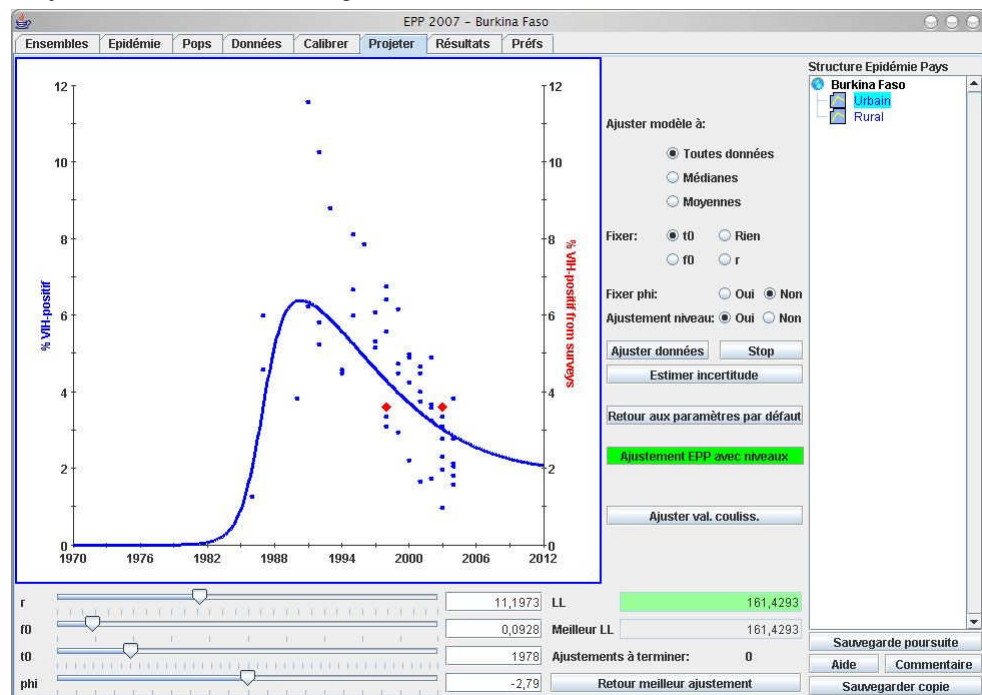 EPP 2007 - Burkina Faso
Ensembles Epidémie Pops Données Calibrer Projeter Résultats Préfs
Structure Epidémie Pays
Burkina Faso
Urbain
Rural
12
10
8
6
4
2
0
% VIH-positif
1970 1976 1982 1988 1994 2000 2006 2012
12
10
8
6
4
2
0
% VIH-positif from surveys
Ajuster modèle à:
Toutes données
Médianes
Moyennes
Fixer: t0 Rien
f0 r
Fixer phi: Oui Non
Ajustement niveau: Oui Non
Ajuster données Stop
Estimer incertitude
Retour aux paramètres par défaut
Ajustement EPP avec niveaux
Ajuster val. couliss.
r 11,1973 LL 161,4293
f0 0,0928 Meilleur LL 161,4293
t0 1978 Ajustements à terminer: 0
phi -2,79 Retour meilleur ajustement
Sauvegarde poursuite
Aide Commentaire
Sauvegarder copie